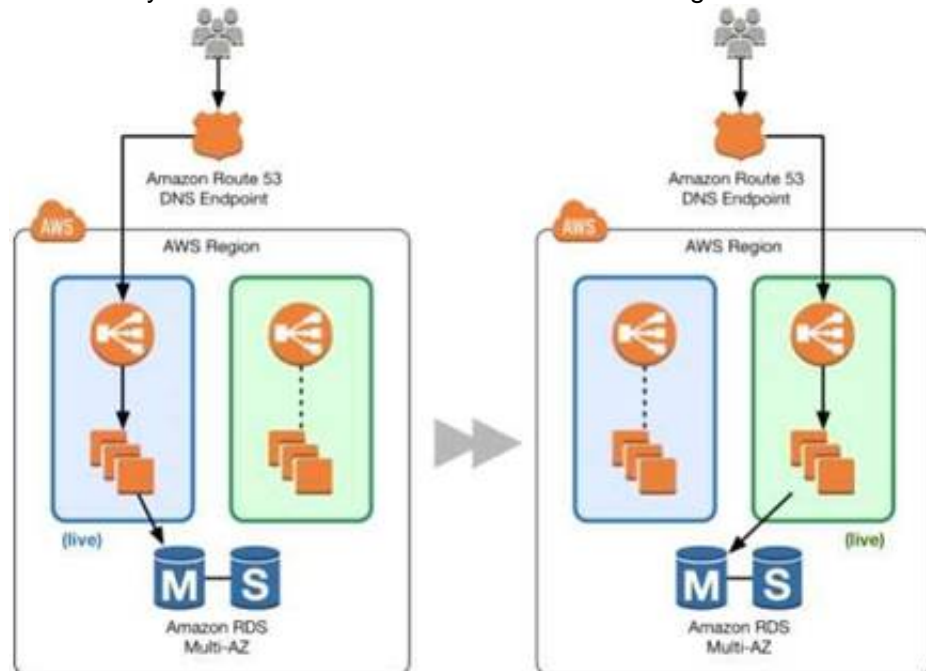 Amazon Route 53
DNS Endpoint
AWS
AWS Region
(live)
M
S
Amazon RDS
Multi-AZ
Amazon Route 53
DNS Endpoint
AWS
AWS Region
(live)
M
S
Amazon RDS
Multi-AZ